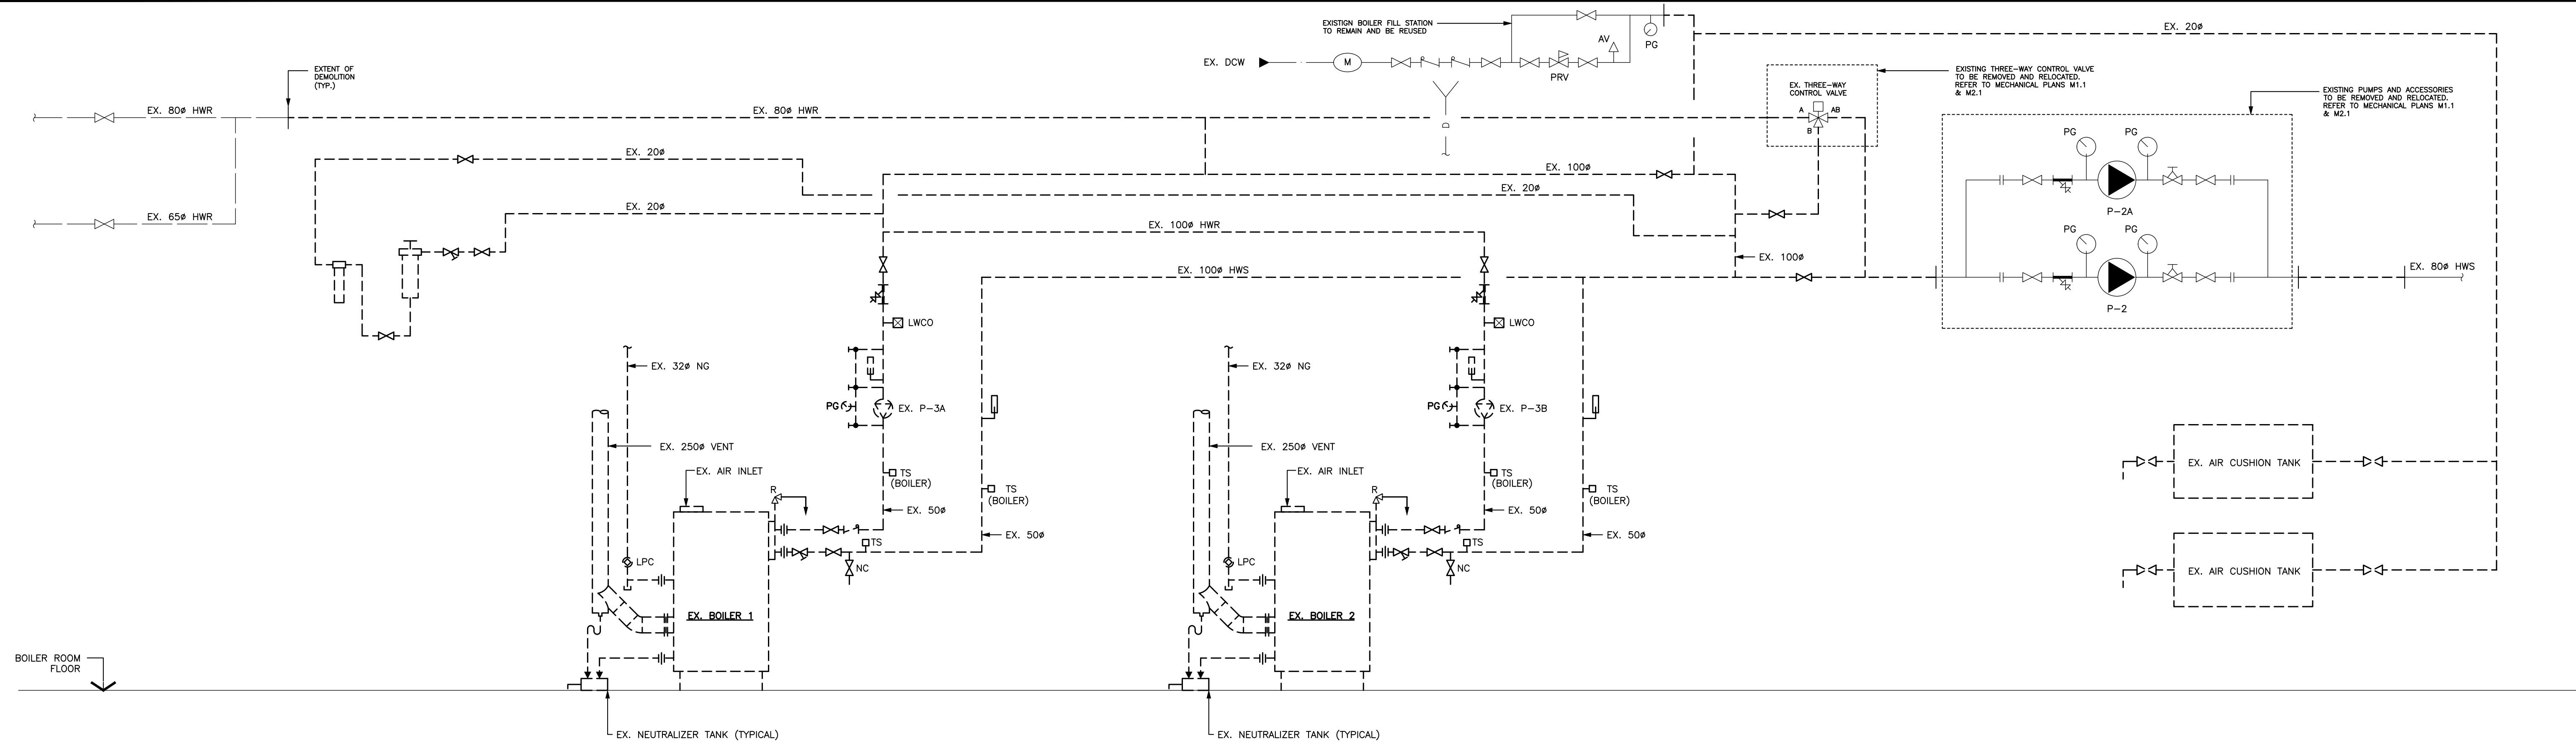 EXISTIGN BOILER FILL STATION
TO REMAIN AND BE REUSED
AV
PG
EX. 20ø
EX. DCW
M
PRV
EXTENT OF
DEMOLITION
(TYP.)
EX. THREE-WAY
CONTROL VALVE
A
AB
B
EXISTING THREE-WAY CONTROL VALVE
TO BE REMOVED AND RELOCATED.
REFER TO MECHANICAL PLANS M1.1
& M2.1
EXISTING PUMPS AND ACCESSORIES
TO BE REMOVED AND RELOCATED.
REFER TO MECHANICAL PLANS M1.1
& M2.1
EX. 80ø HWR
EX. 80ø HWR
D
EX. 20ø
EX. 100ø
EX. 20ø
EX. 20ø
EX. 65ø HWR
EX. 100ø HWR
PG
PG
P-2A
PG
PG
P-2
EX. 100ø
EX. 100ø HWS
EX. 80ø HWS
LWCO
LWCO
EX. 32ø NG
EX. 32ø NG
PG
EX. P-3A
PG
EX. P-3B
EX. 250ø VENT
EX. 250ø VENT
EX. AIR INLET
EX. AIR INLET
TS
(BOILER)
TS
(BOILER)
TS
(BOILER)
TS
(BOILER)
R
R
EX. 50ø
EX. 50ø
EX. 50ø
EX. 50ø
TS
TS
NC
NC
LPC
LPC
EX. AIR CUSHION TANK
EX. AIR CUSHION TANK
EX. BOILER 1
EX. BOILER 2
BOILER ROOM
FLOOR
EX. NEUTRALIZER TANK (TYPICAL)
EX. NEUTRALIZER TANK (TYPICAL)